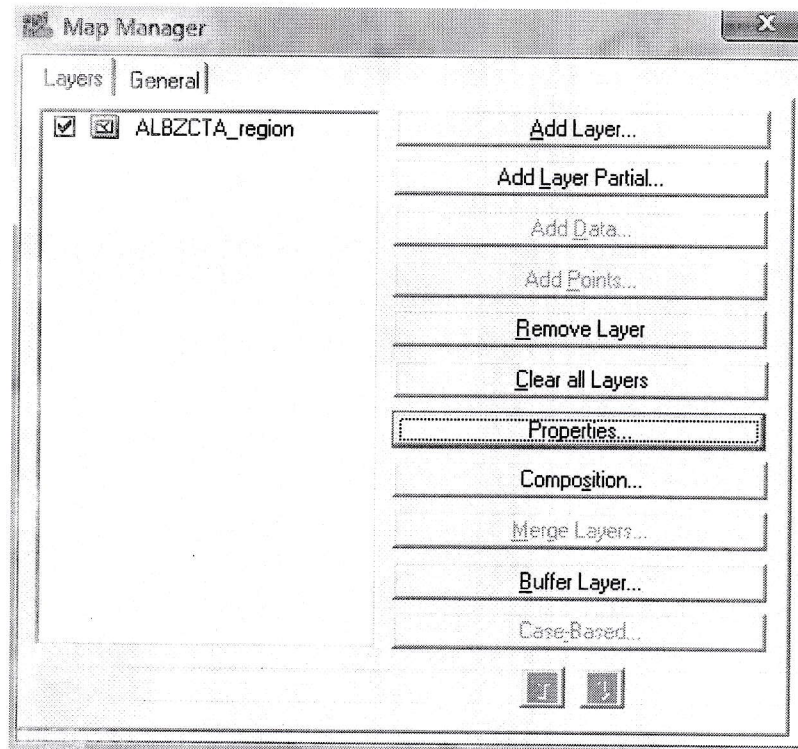 Map Manager
Layers
General
ALBZCTA_region
Add Layer...
Add Layer Partial...
Add Data...
Add Points...
Remove Layer
Clear all Layers
Properties...
Composition...
Merge Layers...
Buffer Layer...
Case-Based...